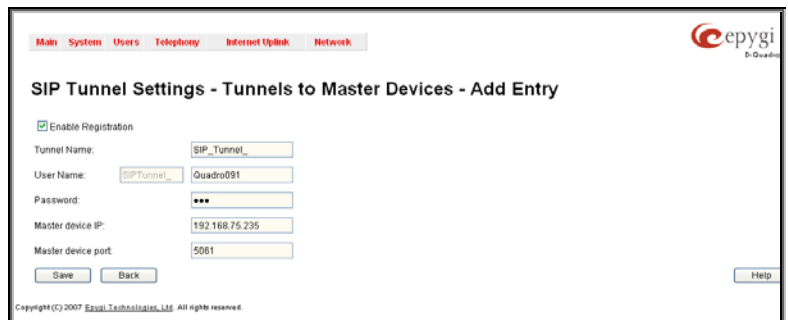 Main System Users Telephony Internet Uplink Network
epygi
SIP Tunnel Settings - Tunnels to Master Devices - Add Entry
Enable Registration
Tunnel Name: SIP_Tunnel_
User Name: SIPTunnel_ Quadro091
Password: •••
Master device IP: 192.168.75.235
Master device port: 5061
Save Back Help
Copyright (C) 2007 Epygi Technologies, Ltd. All rights reserved.